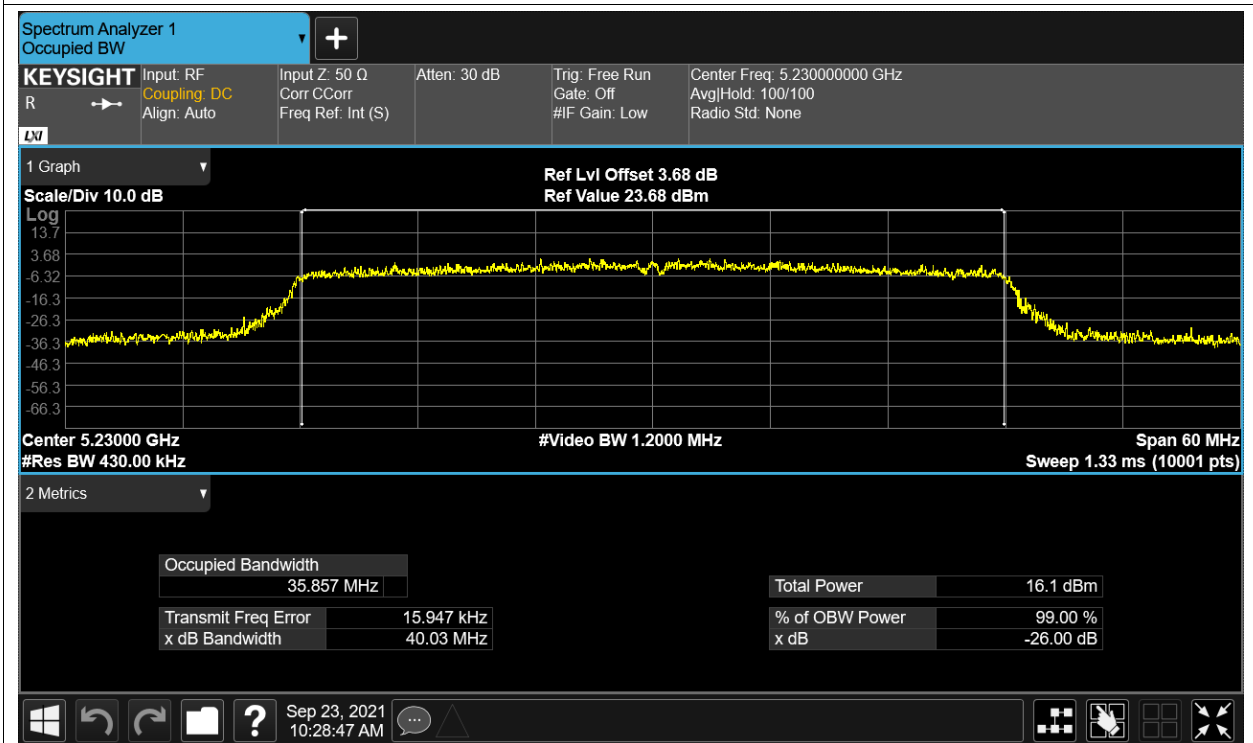 Spectrum Analyzer 1
Occupied BW
KEYSIGHT Input: RF Input Z: 50 Ω Atten: 30 dB Trig: Free Run Center Freq: 5.230000000 GHz
R Coupling: DC Corr CCorr Gate: Off Avg|Hold: 100/100
Align: Auto Freq Ref: Int (S) #IF Gain: Low Radio Std: None
LXI
1 Graph
Ref Lvl Offset 3.68 dB
Scale/Div 10.0 dB Ref Value 23.68 dBm
Log
13.7
3.68
-6.32
-16.3
-26.3
-36.3
-46.3
-56.3
-66.3
Center 5.23000 GHz #Video BW 1.2000 MHz Span 60 MHz
#Res BW 430.00 kHz Sweep 1.33 ms (10001 pts)
2 Metrics
Occupied Bandwidth
35.857 MHz Total Power 16.1 dBm
Transmit Freq Error 15.947 kHz % of OBW Power 99.00 %
x dB Bandwidth 40.03 MHz x dB -26.00 dB
? Sep 23, 2021
10:28:47 AM